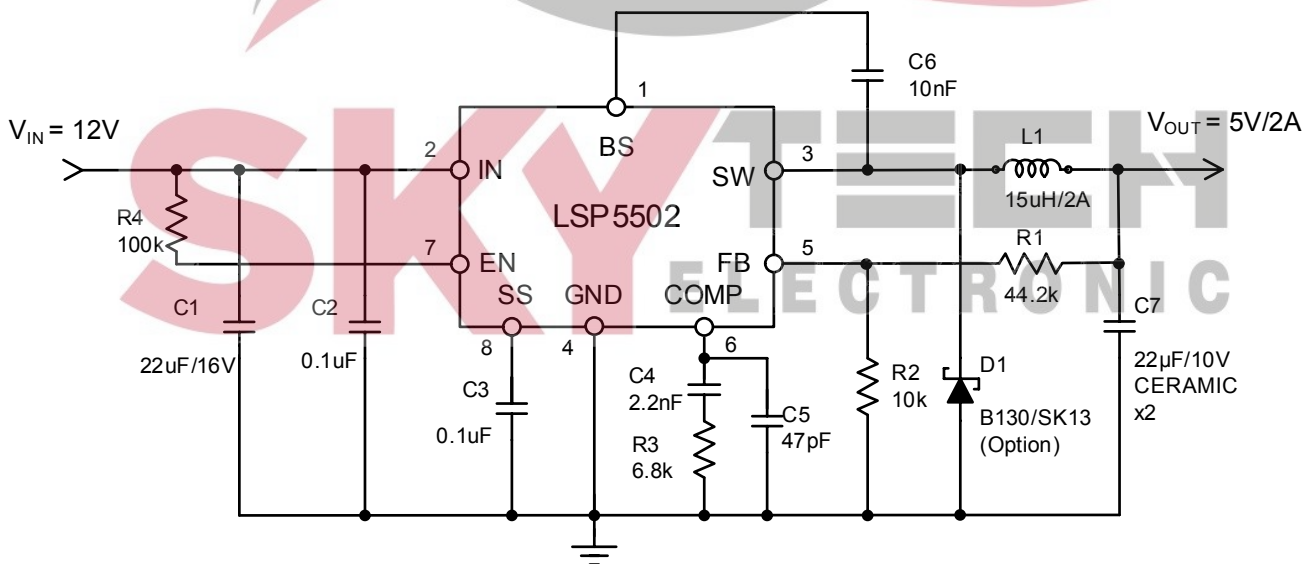 C6
10nF
1
V_IN = 12V
BS
V_OUT = 5V/2A
2
IN
3
SW
L1
15uH/2A
R4
100k
LSP5502
7
EN
5
FB
R1
44.2k
SS
GND
COMP
C1
22uF/16V
C2
0.1uF
8
4
6
C3
0.1uF
C4
2.2nF
R3
6.8k
C5
47pF
R2
10k
D1
B130/SK13
(Option)
C7
22µF/10V
CERAMIC
x2
SKYTECH
ELECTRONIC